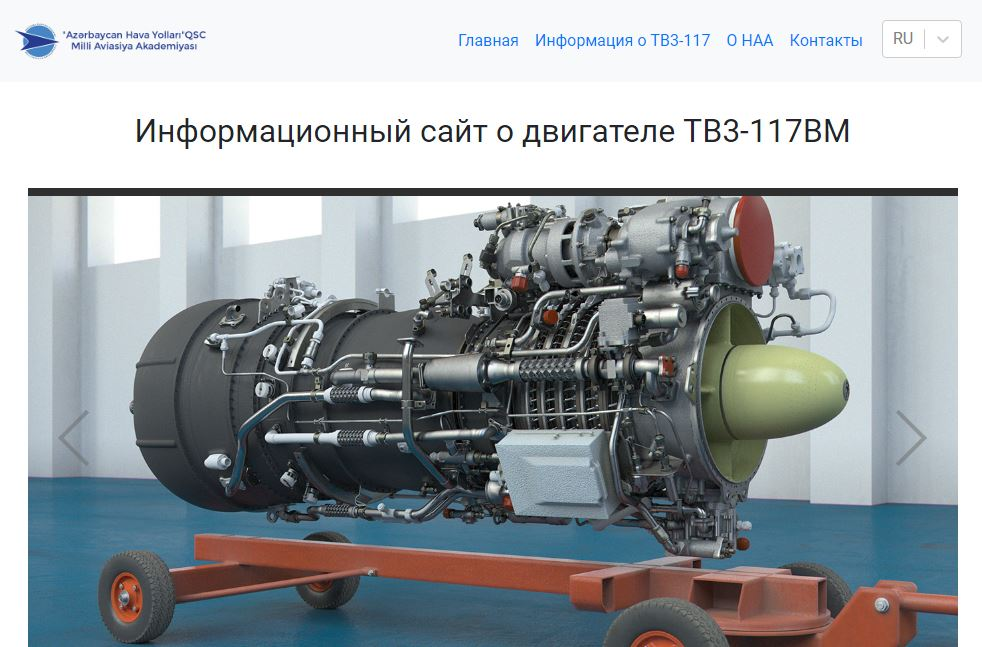 "Azərbaycan Hava Yolları"QSC
Milli Aviasiya Akademiyası
Главная Информация о ТВ3-117 О НАА Контакты RU
Информационный сайт о двигателе ТВ3-117ВМ